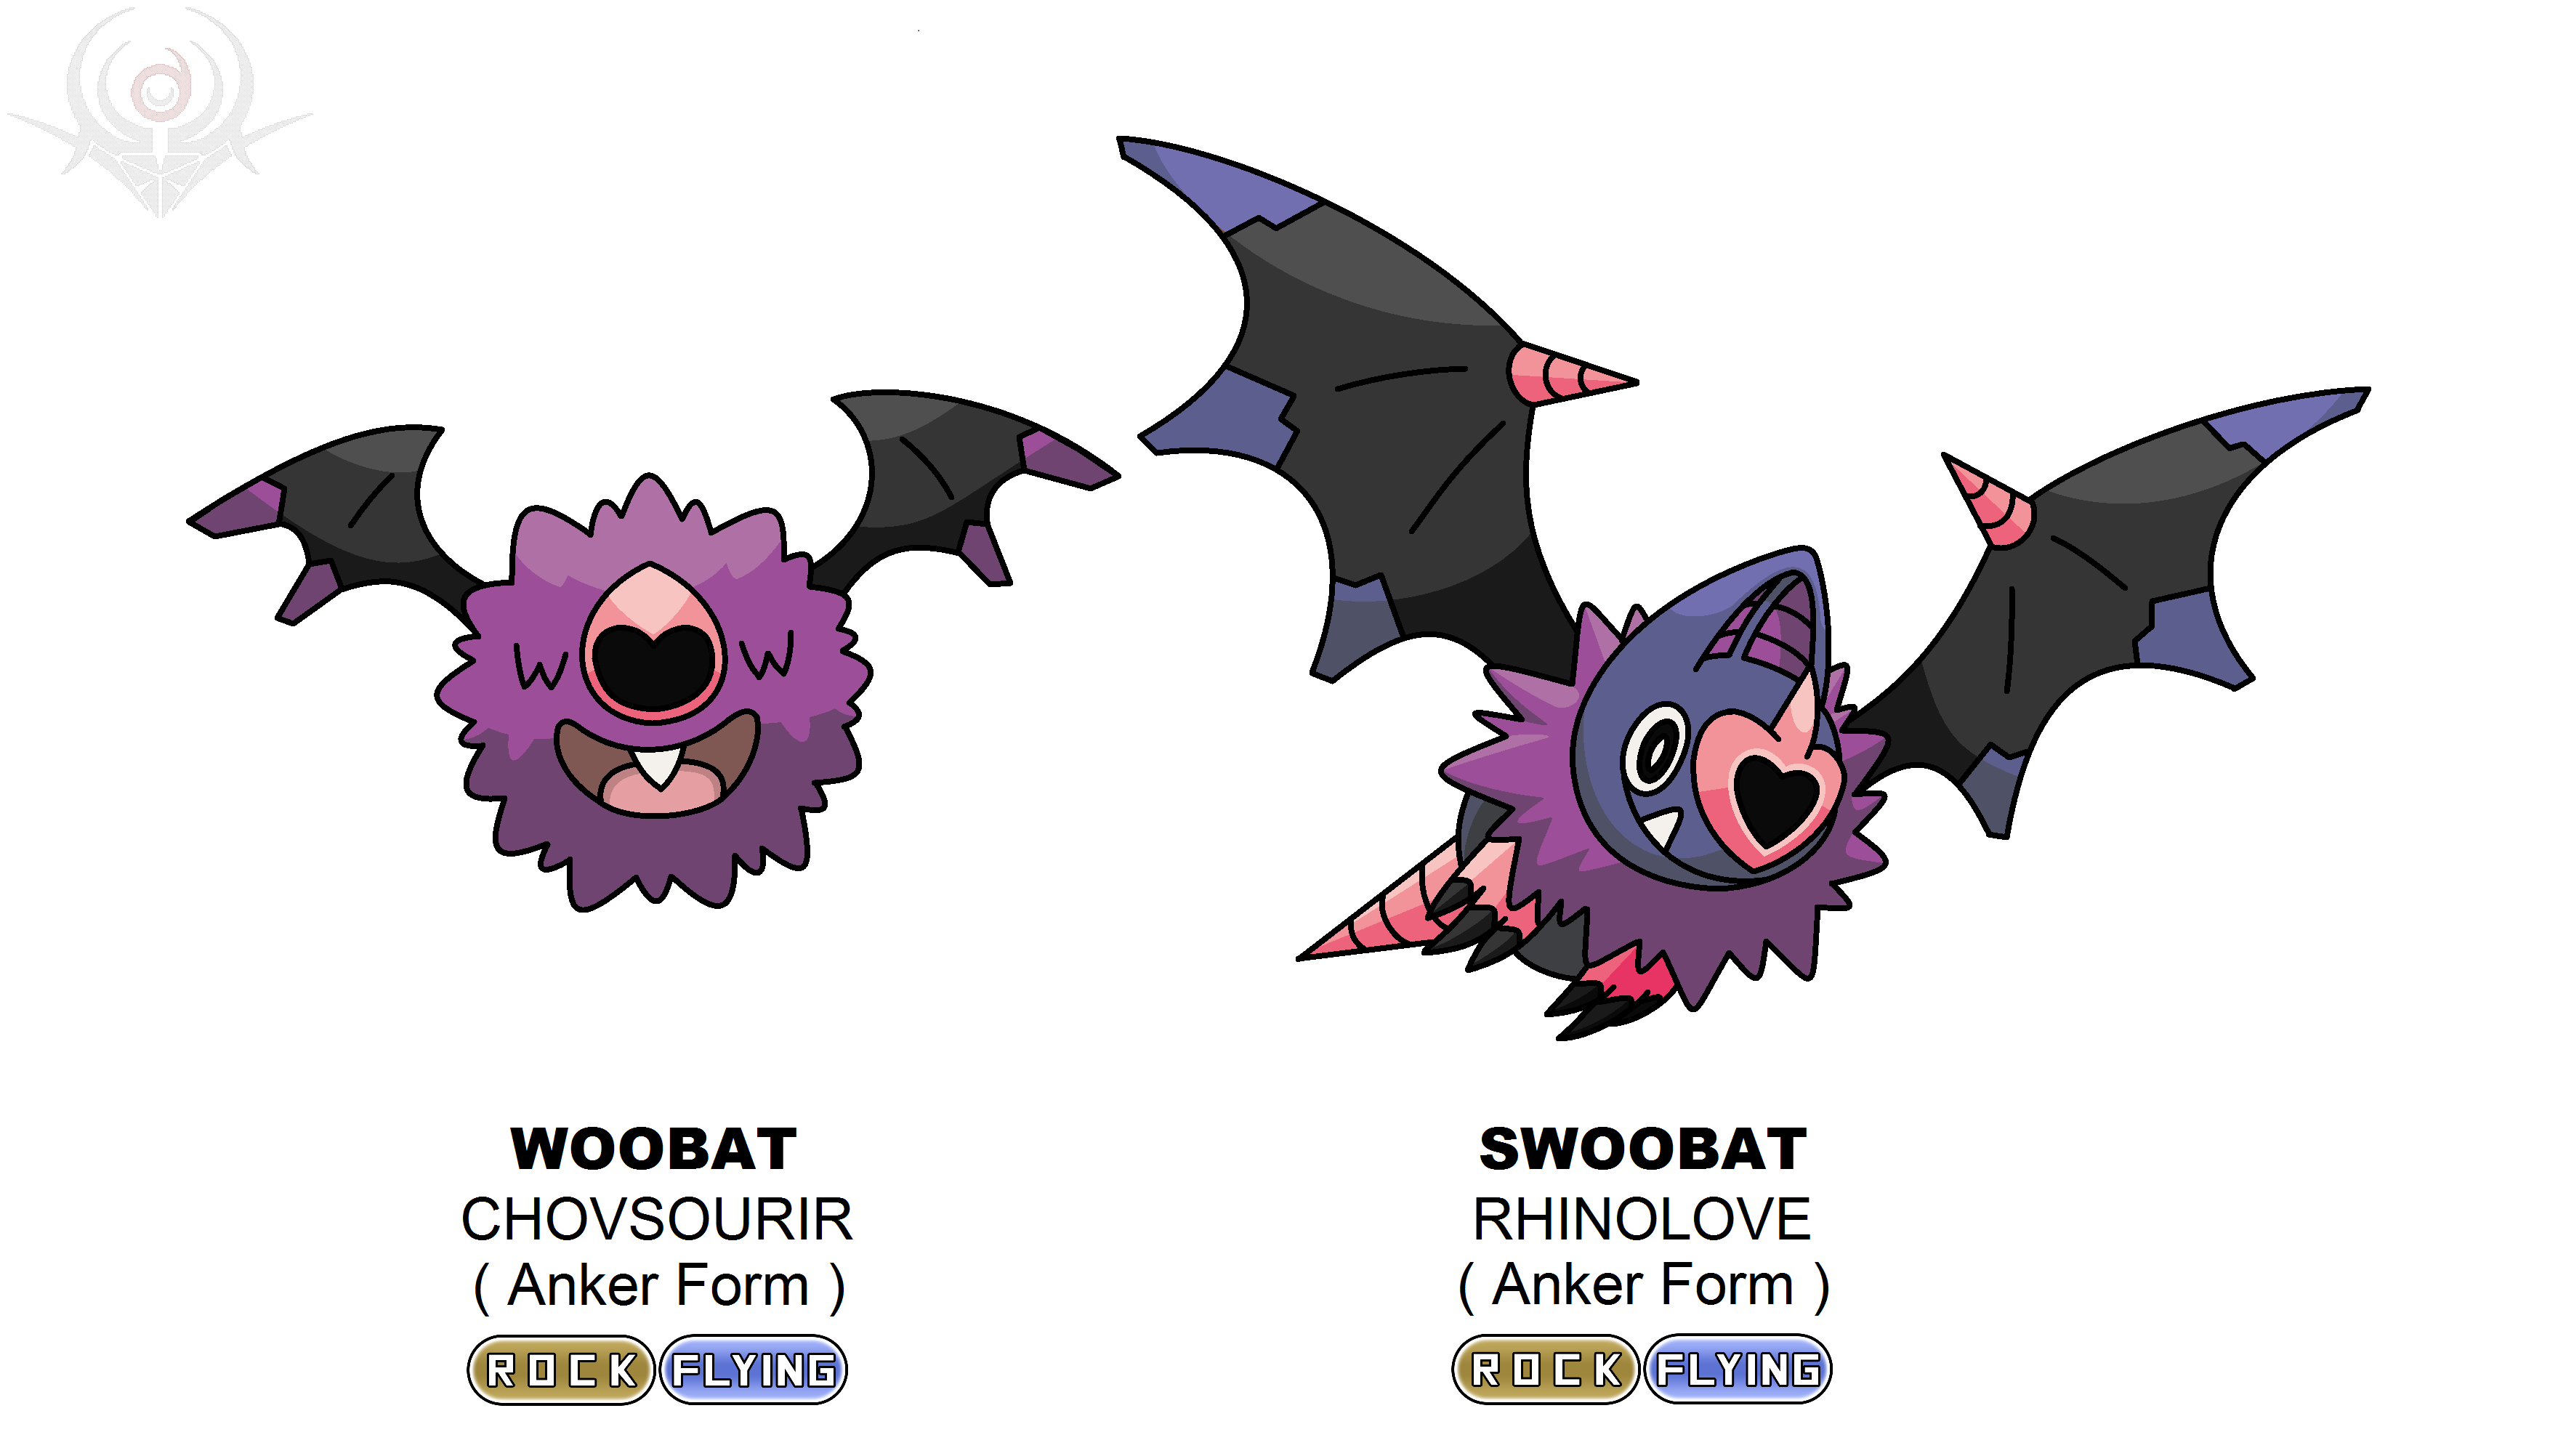 WOOBAT
CHOVSOURIR
( Anker Form )
ROCK FLYING
SWOOBAT
RHINOLOVE
( Anker Form )
ROCK FLYING